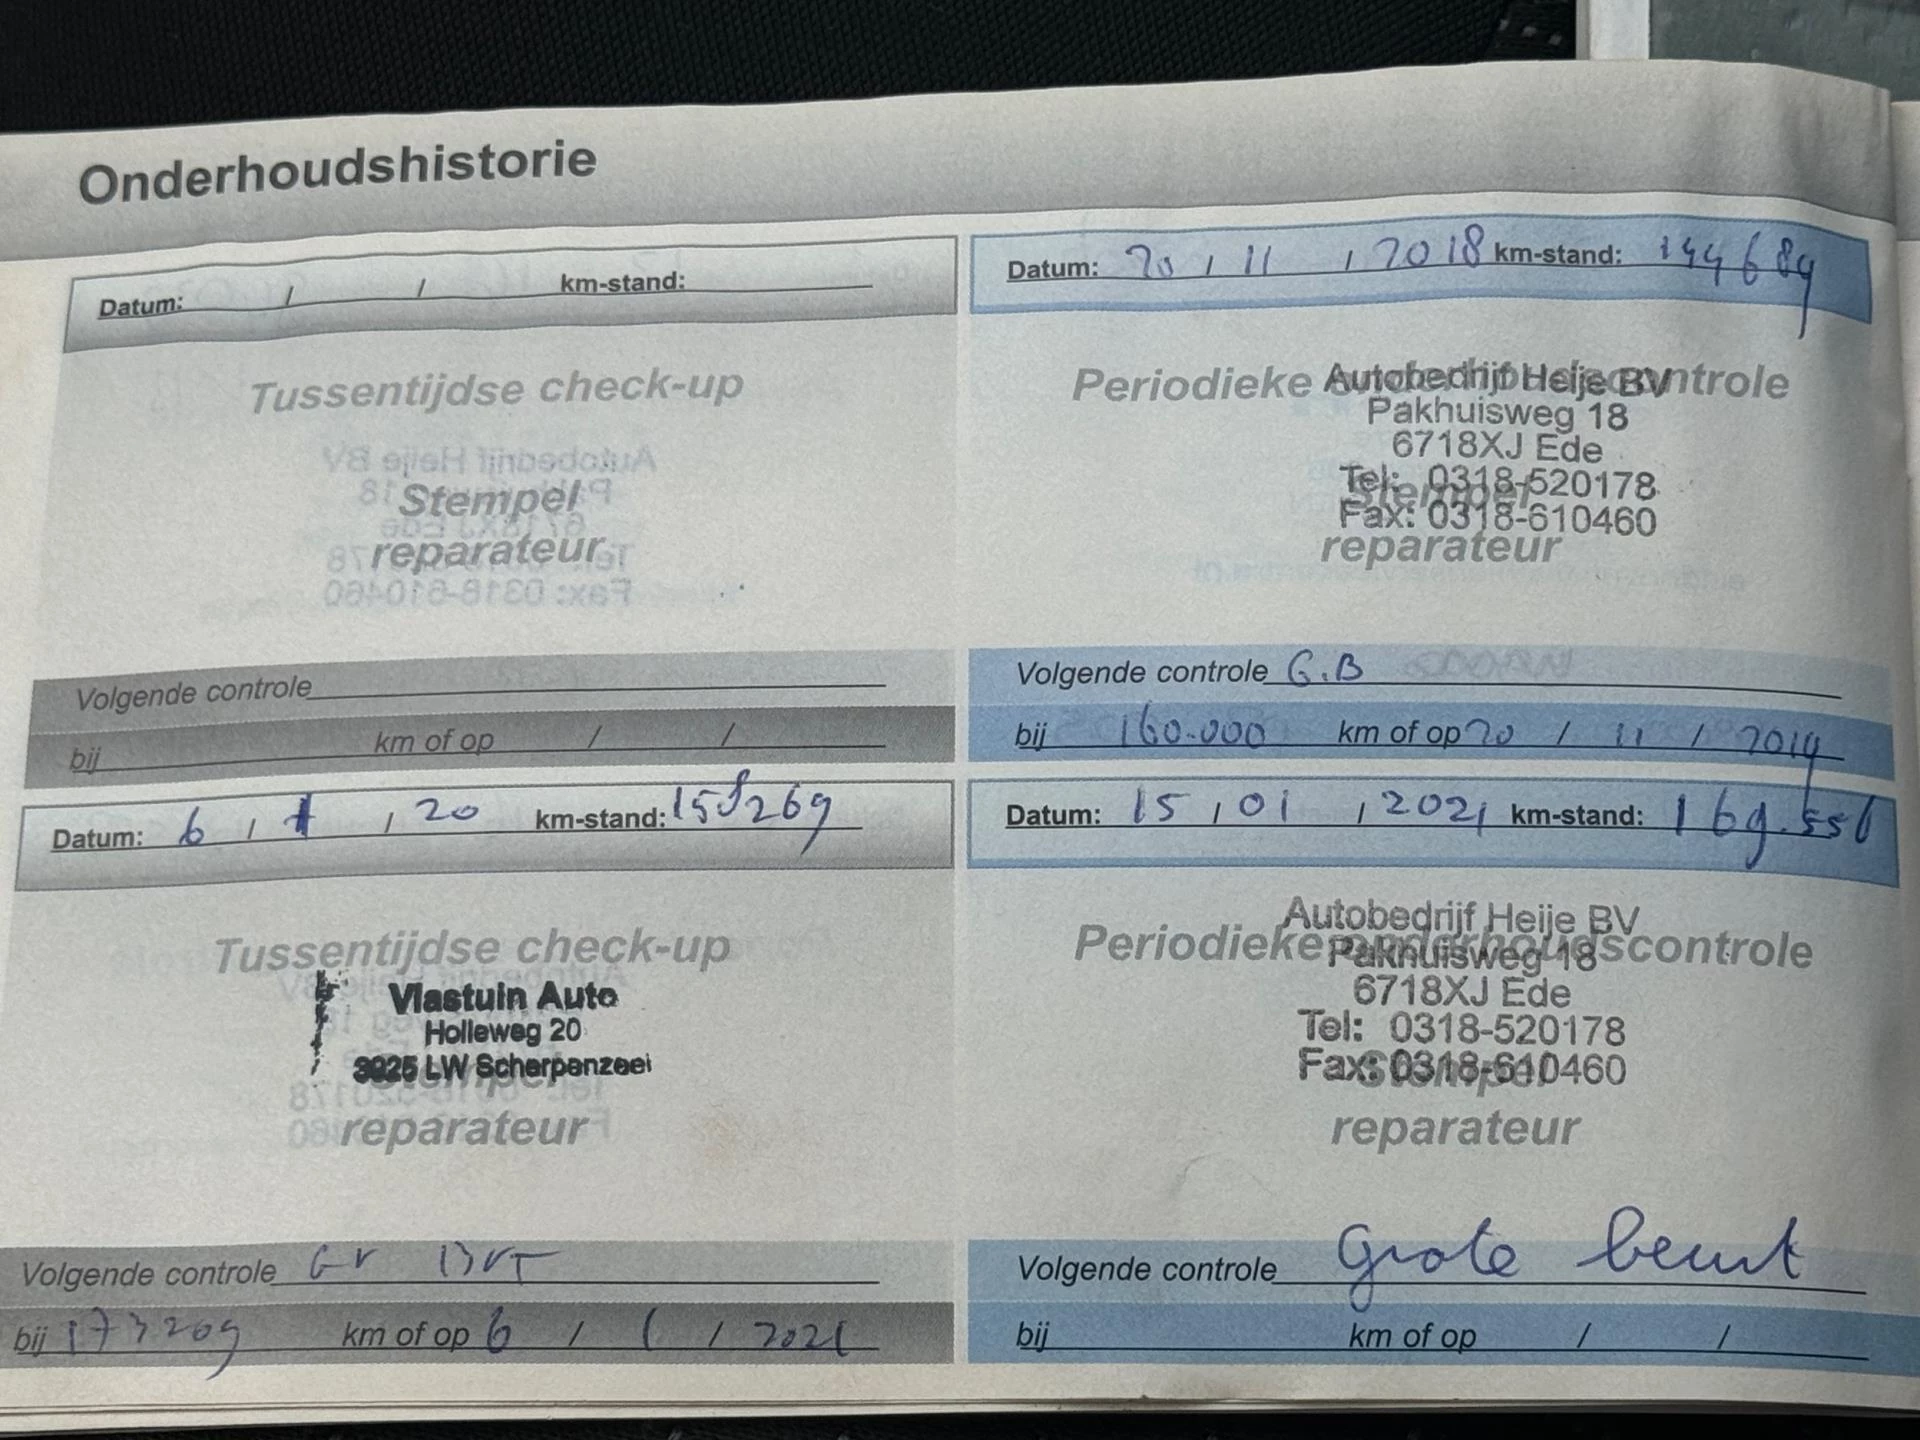 Onderhoudshistorie
Datum: / / km-stand:
Tussentijdse check-up
Stempel
reparateur
Volgende controle
bij km of op / /
Datum: 20 / 11 / 2018 km-stand: 144689
Periodieke onderhoudscontrole
Autobedrijf Heije BV
Pakhuisweg 18
6718XJ Ede
Tel: 0318-520178
Stempel
Fax: 0318-610460
reparateur
Volgende controle G.B
bij 160.000 km of op 20 / 11 / 2019
Datum: 6 / 1 / 20 km-stand: 158269
Tussentijdse check-up
Vlastuin Auto
Holleweg 20
3925 LW Scherpenzeel
Stempel
reparateur
Volgende controle Gr BRT
bij 173269 km of op 6 / 1 / 2021
Datum: 15 / 01 / 2021 km-stand: 169.556
Autobedrijf Heije BV
Periodieke onderhoudscontrole
Pakhuisweg 18
6718XJ Ede
Tel: 0318-520178
Fax: 0318-610460
Stempel
reparateur
Volgende controle Grote beurt
bij km of op / /